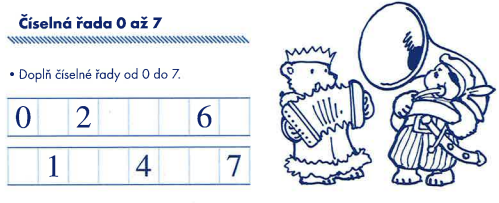 Číselná řada 0 až 7
• Doplň číselné řady od 0 do 7.
0 2 6
1 4 7